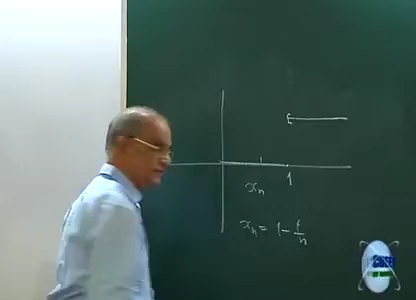 xₙ
1
xₙ = 1 - 1/n